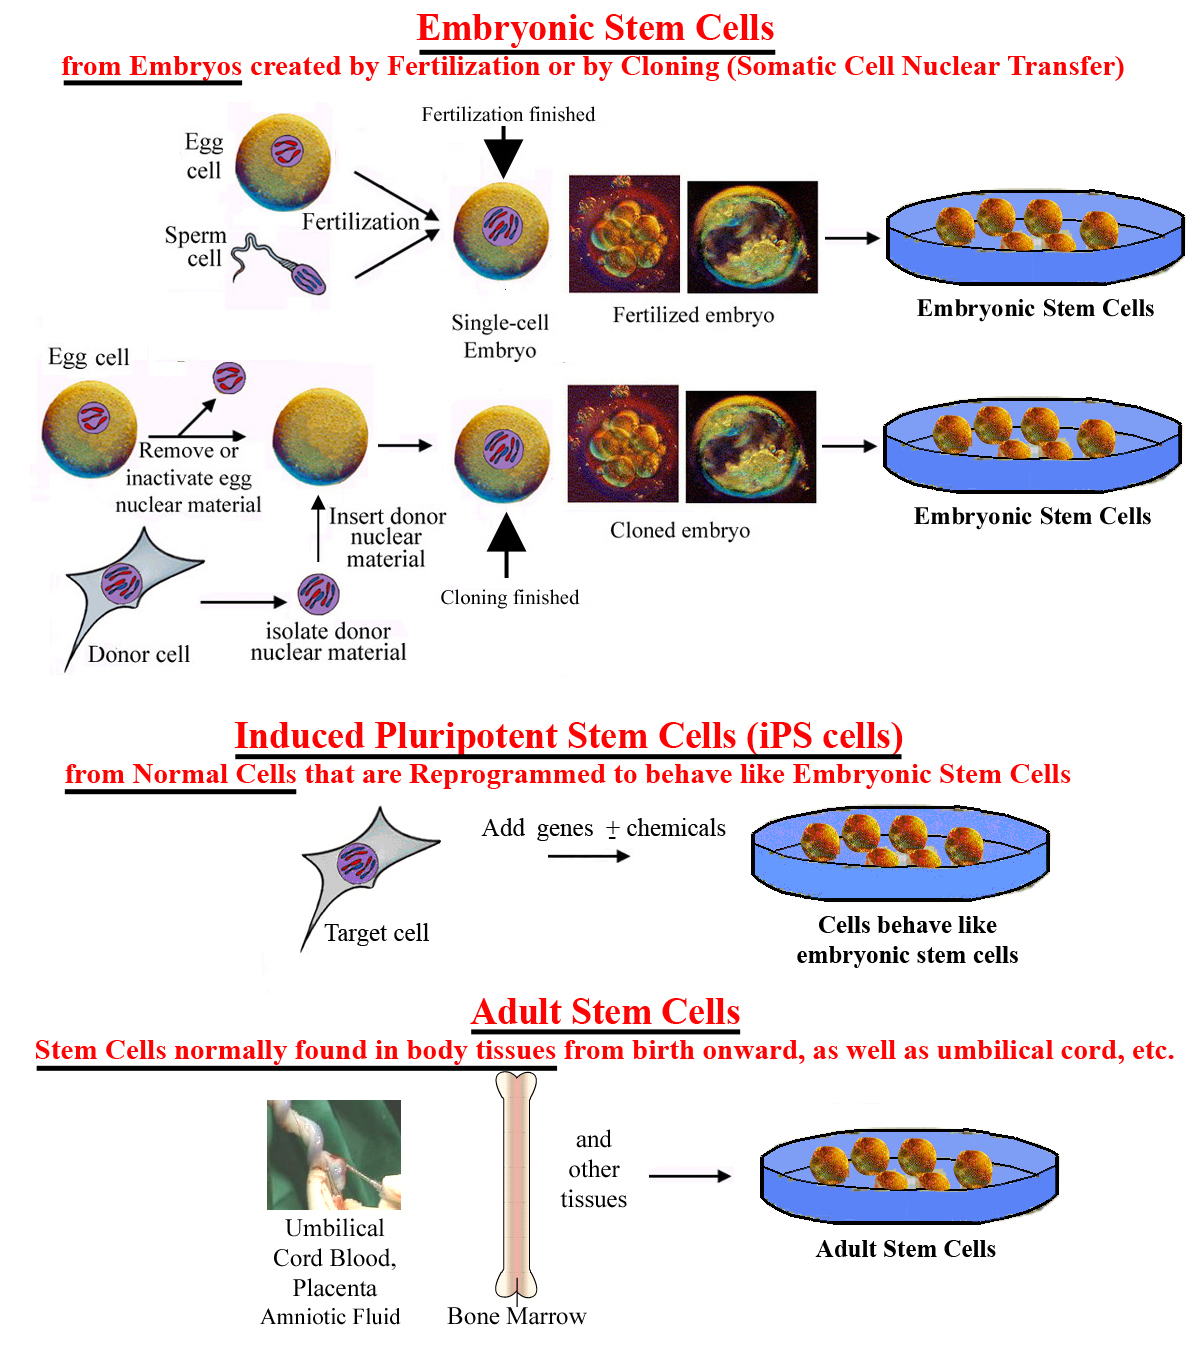 Embryonic Stem Cells
from Embryos created by Fertilization or by Cloning (Somatic Cell Nuclear Transfer)
Fertilization finished
Egg
cell
Fertilization
Sperm
cell
Single-cell
Embryo
Fertilized embryo
Embryonic Stem Cells
Egg cell
Remove or
inactivate egg
nuclear material
Insert donor
nuclear
material
Cloned embryo
Embryonic Stem Cells
Cloning finished
Donor cell
isolate donor
nuclear material
Induced Pluripotent Stem Cells (iPS cells)
from Normal Cells that are Reprogrammed to behave like Embryonic Stem Cells
Add genes ± chemicals
Target cell
Cells behave like
embryonic stem cells
Adult Stem Cells
Stem Cells normally found in body tissues from birth onward, as well as umbilical cord, etc.
and
other
tissues
Umbilical
Cord Blood,
Placenta
Amniotic Fluid
Bone Marrow
Adult Stem Cells